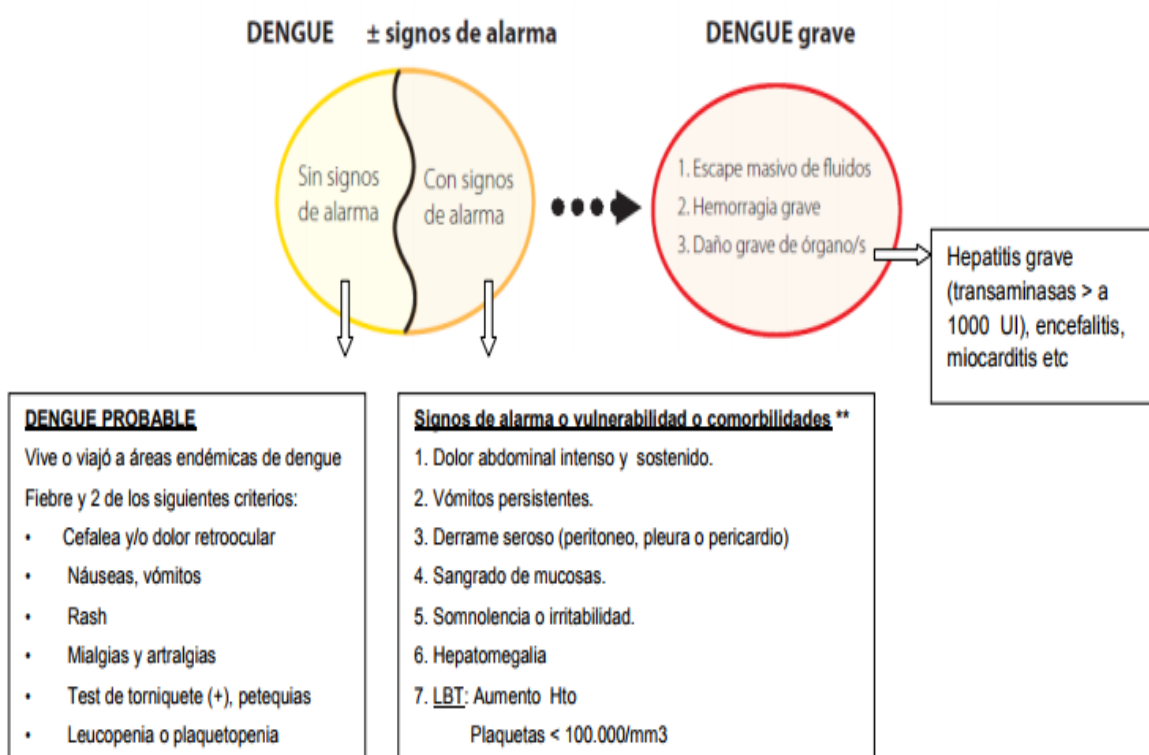 DENGUE ± signos de alarma
DENGUE grave
Sin signos
de alarma
Con signos
de alarma
1. Escape masivo de fluidos
2. Hemorragia grave
3. Daño grave de órgano/s
Hepatitis grave
(transaminasas > a
1000 UI), encefalitis,
miocarditis etc
DENGUE PROBABLE
Vive o viajó a áreas endémicas de dengue
Fiebre y 2 de los siguientes criterios:
• Cefalea y/o dolor retroocular
• Náuseas, vómitos
• Rash
• Mialgias y artralgias
• Test de torniquete (+), petequias
• Leucopenia o plaquetopenia
Signos de alarma o vulnerabilidad o comorbilidades **
1. Dolor abdominal intenso y sostenido.
2. Vómitos persistentes.
3. Derrame seroso (peritoneo, pleura o pericardio)
4. Sangrado de mucosas.
5. Somnolencia o irritabilidad.
6. Hepatomegalia
7. LBT: Aumento Hto
Plaquetas < 100.000/mm3